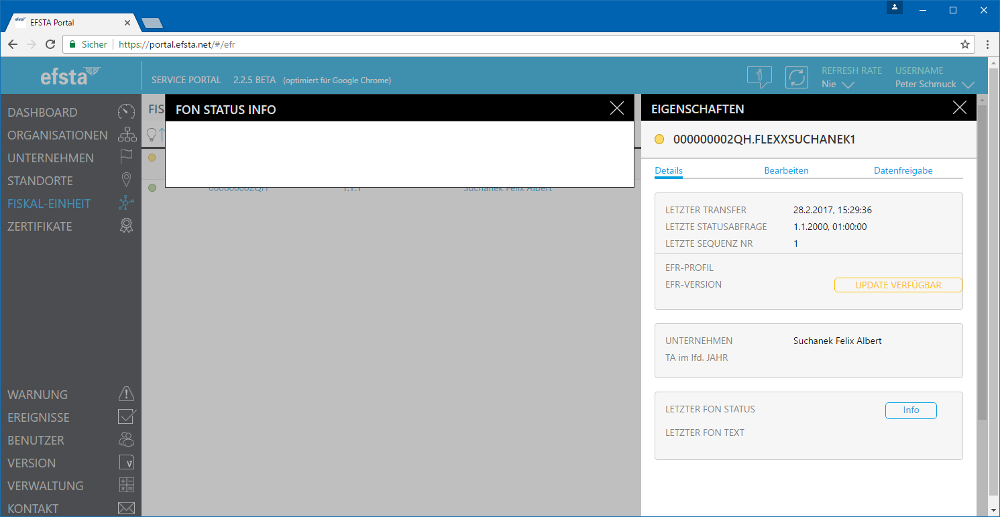 efsta EFSTA Portal
Sicher https://portal.efsta.net/#/efr
efsta
SERVICE PORTAL 2.2.5 BETA (optimiert für Google Chrome)
REFRESH RATE
Nie
USERNAME
Peter Schmuck
DASHBOARD
ORGANISATIONEN
UNTERNEHMEN
STANDORTE
FISKAL-EINHEIT
ZERTIFIKATE
WARNUNG
EREIGNISSE
BENUTZER
VERSION
V
VERWALTUNG
KONTAKT
FIS
FON STATUS INFO
000000002QH 1.1.1 Suchanek Felix Albert
EIGENSCHAFTEN
000000002QH.FLEXXSUCHANEK1
Details Bearbeiten Datenfreigabe
LETZTER TRANSFER 28.2.2017, 15:29:36
LETZTE STATUSABFRAGE 1.1.2000, 01:00:00
LETZTE SEQUENZ NR 1
EFR-PROFIL
EFR-VERSION UPDATE VERFÜGBAR
UNTERNEHMEN Suchanek Felix Albert
TA im lfd. JAHR
LETZTER FON STATUS Info
LETZTER FON TEXT